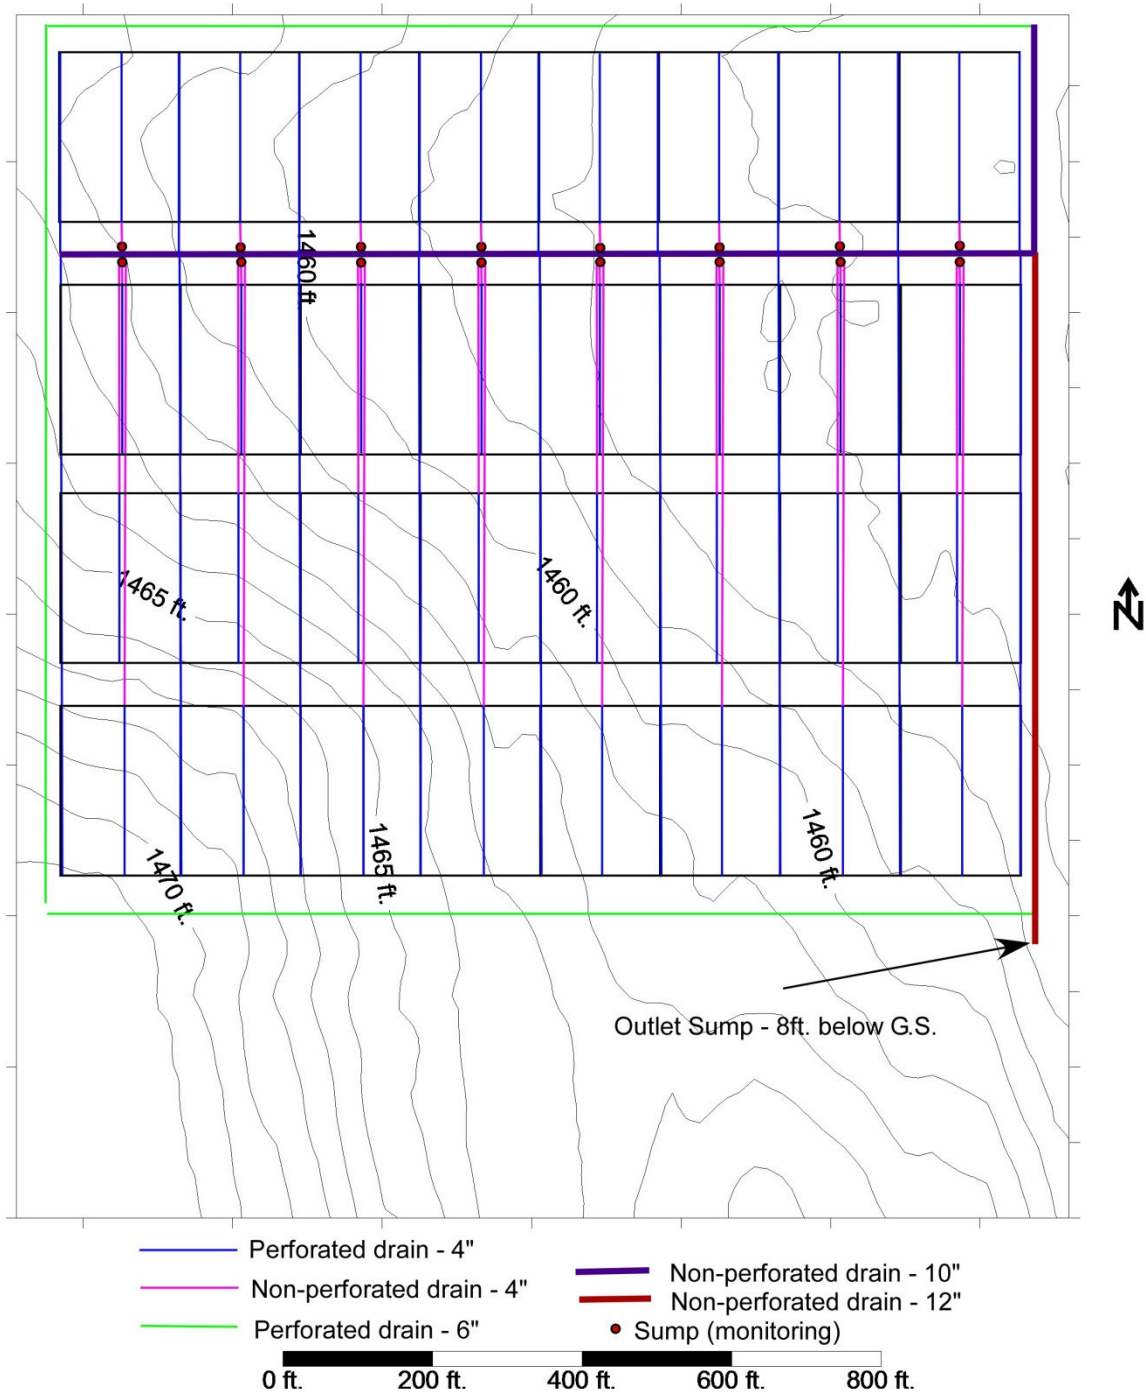 1460 ft.
1465 ft.
1460 ft.
N
1465 ft.
1460 ft.
1470 ft.
Outlet Sump - 8ft. below G.S.
Perforated drain - 4"
Non-perforated drain - 4"
Perforated drain - 6"
Non-perforated drain - 10"
Non-perforated drain - 12"
Sump (monitoring)
0 ft. 200 ft. 400 ft. 600 ft. 800 ft.